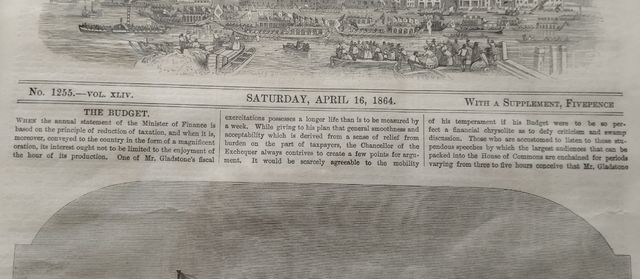 No. 1255.—VOL. XLIV.
SATURDAY, APRIL 16, 1864.
WITH A SUPPLEMENT, FIVEPENCE
THE BUDGET.
WHEN the annual statement of the Minister of Finance is
based on the principle of reduction of taxation, and when it is,
moreover, conveyed to the country in the form of a magnificent
oration, its interest ought not to be limited to the enjoyment of
the hour of its production. One of Mr. Gladstone's fiscal
exercitations possesses a longer life than is to be measured by
a week. While giving to his plan that general smoothness and
acceptability which is derived from a sense of relief from
burden on the part of taxpayers, the Chancellor of the
Exchequer always contrives to create a few points for argu-
ment. It would be scarcely agreeable to the mobility
of his temperament if his Budget were to be so per-
fect a financial chrysolite as to defy criticism and swamp
discussion. Those who are accustomed to listen to these stu-
pendous speeches by which the largest audiences that can be
packed into the House of Commons are enchained for periods
varying from three to five hours conceive that Mr. Gladstone